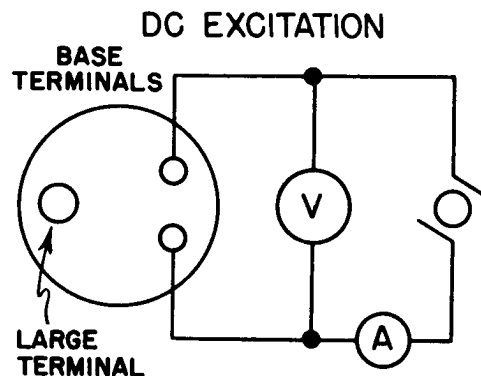 DC EXCITATION
BASE
TERMINALS
V
A
LARGE
TERMINAL